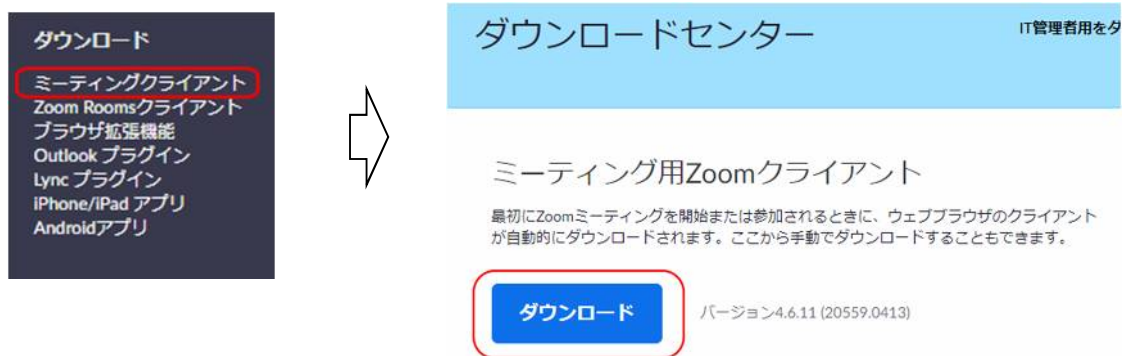 ダウンロード
ミーティングクライアント
Zoom Roomsクライアント
ブラウザ拡張機能
Outlook プラグイン
Lync プラグイン
iPhone/iPad アプリ
Androidアプリ
ダウンロードセンター
IT管理者用をダ
ミーティング用Zoomクライアント
最初にZoomミーティングを開始または参加されるときに、ウェブブラウザのクライアント
が自動的にダウンロードされます。ここから手動でダウンロードすることもできます。
ダウンロード
バージョン4.6.11 (20559.0413)